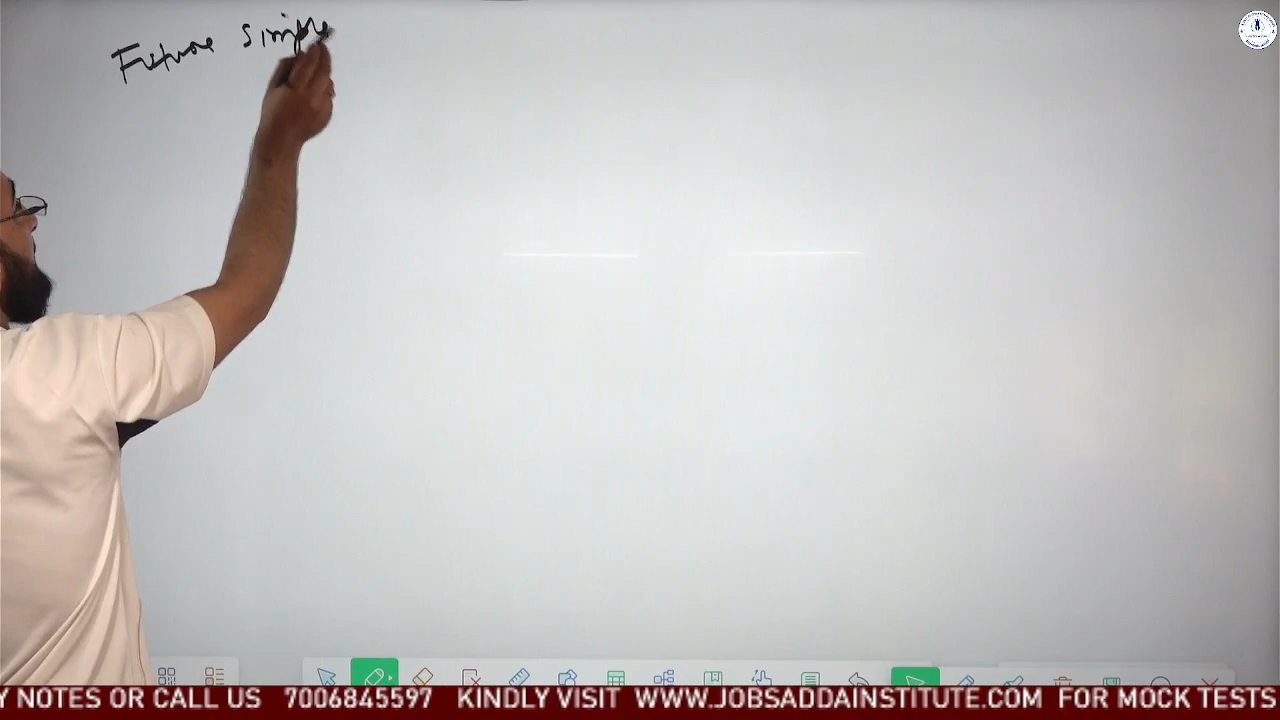 Future Simple
Y NOTES OR CALL US 7006845597 KINDLY VISIT WWW.JOBSADDAINSTITUTE.COM FOR MOCK TESTS